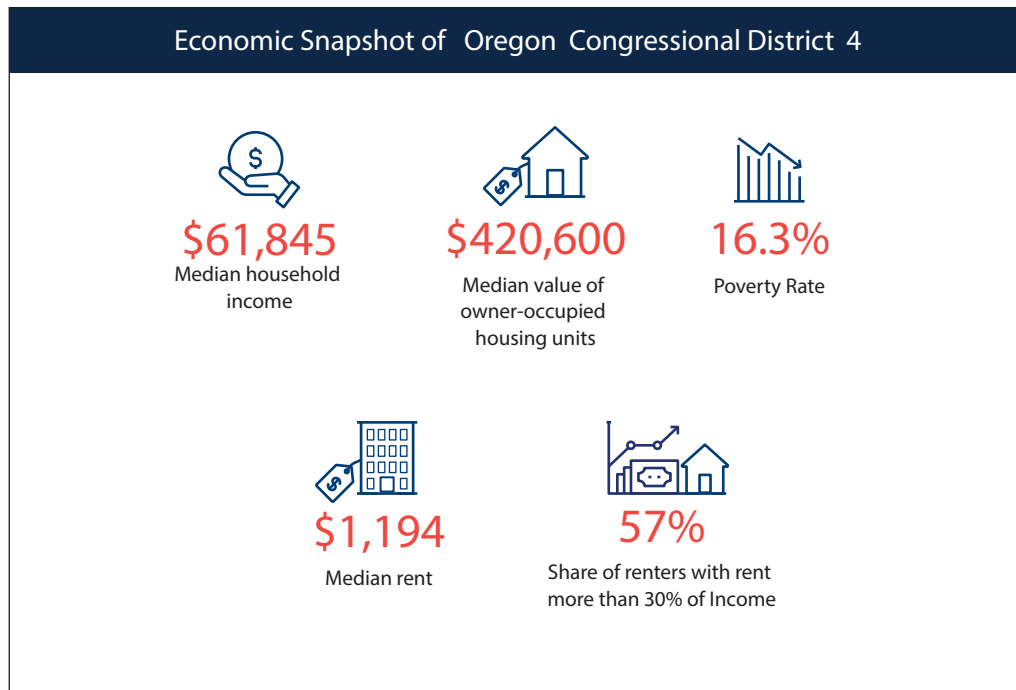 Economic Snapshot of Oregon Congressional District 4
$
$61,845
Median household
income
$
$420,600
Median value of
owner-occupied
housing units
16.3%
Poverty Rate
$
$1,194
Median rent
57%
Share of renters with rent
more than 30% of Income